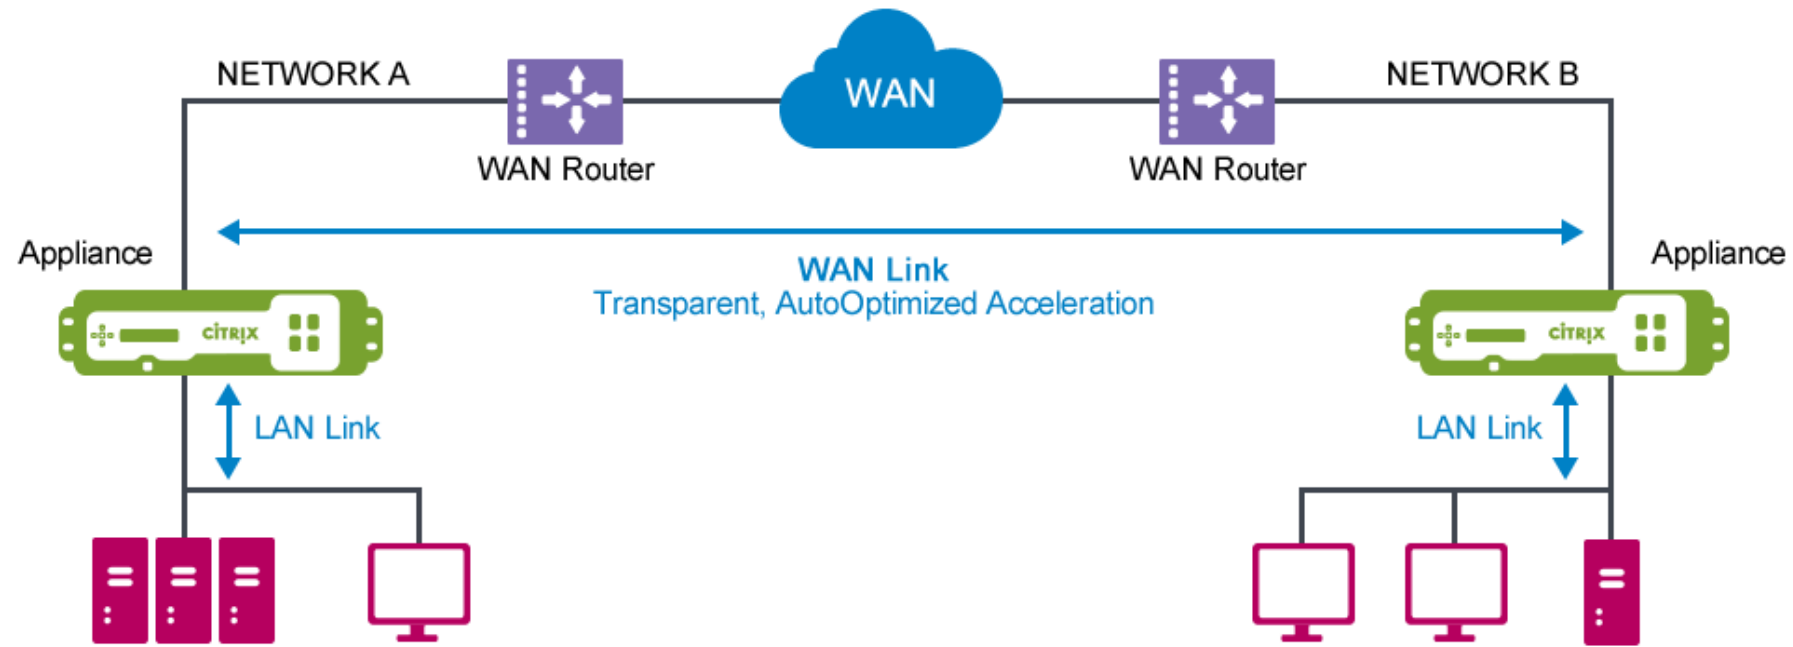 NETWORK A
WAN
NETWORK B
WAN Router
WAN Router
Appliance
Appliance
WAN Link
Transparent, AutoOptimized Acceleration
CITRIX
CITRIX
LAN Link
LAN Link